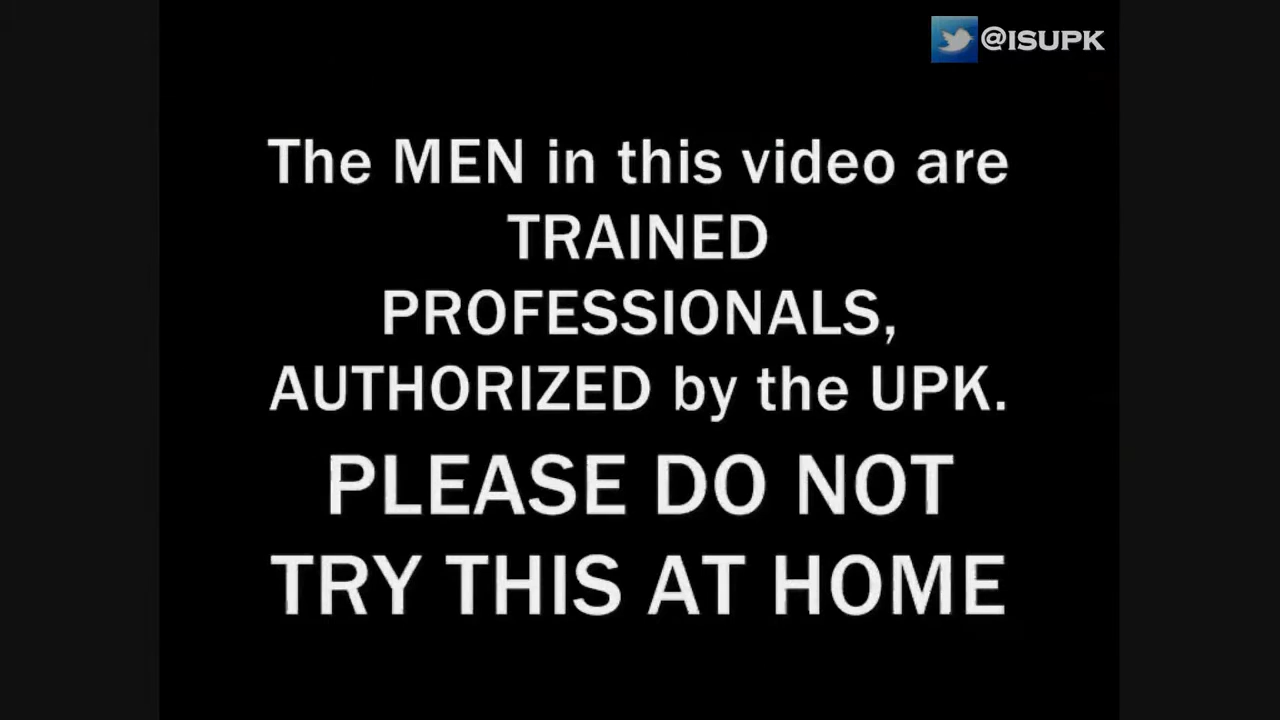 @ISUPK
The MEN in this video are
TRAINED
PROFESSIONALS,
AUTHORIZED by the UPK.
PLEASE DO NOT
TRY THIS AT HOME